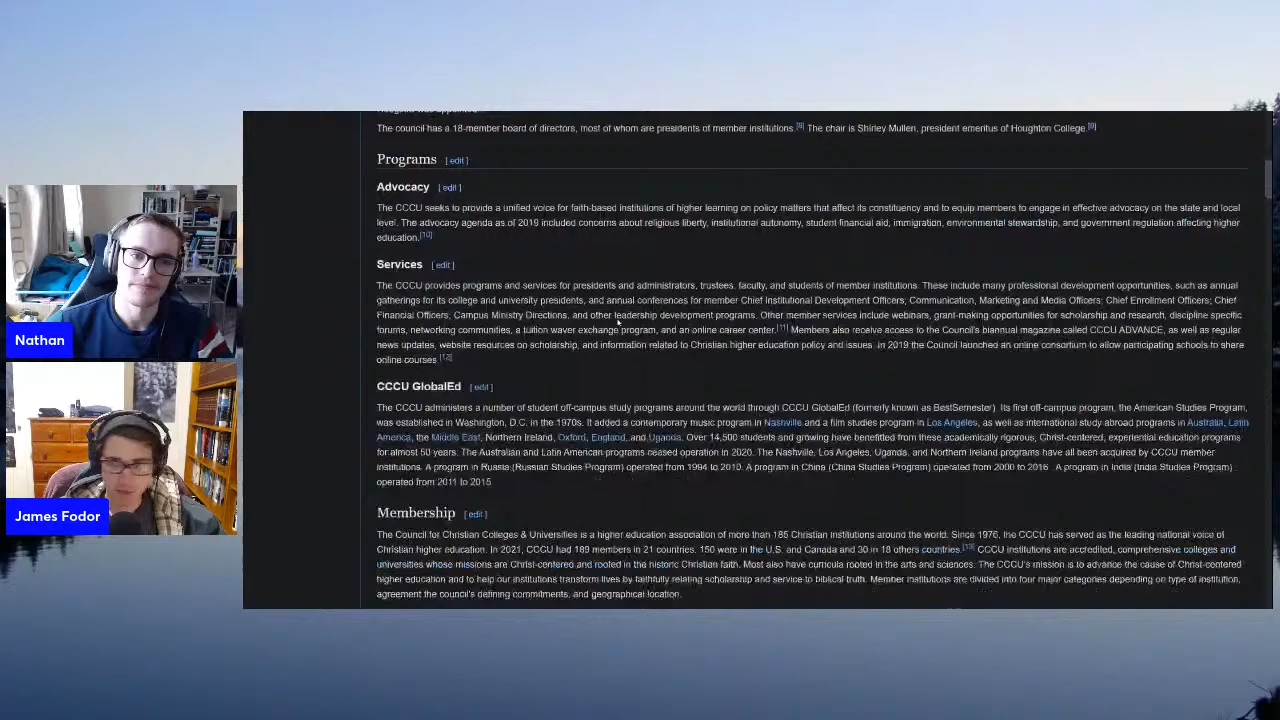 The council has a 18-member board of directors, most of whom are presidents of member institutions.[5] The chair is Shirley Mullen, president emeritus of Houghton College.
Programs [ edit ]
Advocacy [ edit ]
The CCCU seeks to provide a unified voice for faith-based institutions of higher learning on policy matters that affect its constituency and to equip members to engage in effective advocacy on the state and local
level. The advocacy agenda as of 2019 included concerns about religious liberty, institutional autonomy, student financial aid, immigration, environmental stewardship, and government regulation affecting higher
education.[10]
Services [ edit ]
The CCCU provides programs and services for presidents and administrators, trustees, faculty, and students of member institutions. These include many professional development opportunities, such as annual
gatherings for its college and university presidents, and annual conferences for member Chief Institutional Development Officers; Communication, Marketing and Media Officers; Chief Enrollment Officers; Chief
Financial Officers; Campus Ministry Directions, and other leadership development programs. Other member services include webinars, grant-making opportunities for scholarship and research, discipline specific
forums, networking communities, a tuition waver exchange program, and an online career center.[11] Members also receive access to the Council's biannual magazine called CCCU ADVANCE, as well as regular
news updates, website resources on scholarship, and information related to Christian higher education policy and issues. In 2019 the Council launched an online consortium to allow participating schools to share
online courses.[12]
CCCU GlobalEd [ edit ]
The CCCU administers a number of student off-campus study programs around the world through CCCU GlobalEd (formerly known as BestSemester). Its first off-campus program, the American Studies Program,
was established in Washington, D.C. in the 1970s. It added a contemporary music program in Nashville and a film studies program in Los Angeles, as well as international study abroad programs in Australia, Latin
America, the Middle East, Northern Ireland, Oxford, England, and Uganda. Over 14,500 students and growing have benefitted from these academically rigorous, Christ-centered, experiential education programs
for almost 50 years. The Australian and Latin American programs ceased operation in 2020. The Nashville, Los Angeles, Uganda, and Northern Ireland programs have all been acquired by CCCU member
institutions. A program in Russia (Russian Studies Program) operated from 1994 to 2010. A program in China (China Studies Program) operated from 2000 to 2016. A program in India (India Studies Program)
operated from 2011 to 2015
Membership [ edit ]
The Council for Christian Colleges & Universities is a higher education association of more than 185 Christian institutions around the world. Since 1976, the CCCU has served as the leading national voice of
Christian higher education. In 2021, CCCU had 189 members in 21 countries. 150 were in the U.S. and Canada and 30 in 18 others countries.[13] CCCU institutions are accredited, comprehensive colleges and
universities whose missions are Christ-centered and rooted in the historic Christian faith. Most also have curricula rooted in the arts and sciences. The CCCU's mission is to advance the cause of Christ-centered
higher education and to help our institutions transform lives by faithfully relating scholarship and service to biblical truth. Member institutions are divided into four major categories depending on type of institution,
agreement the council's defining commitments, and geographical location.
Nathan
James Fodor